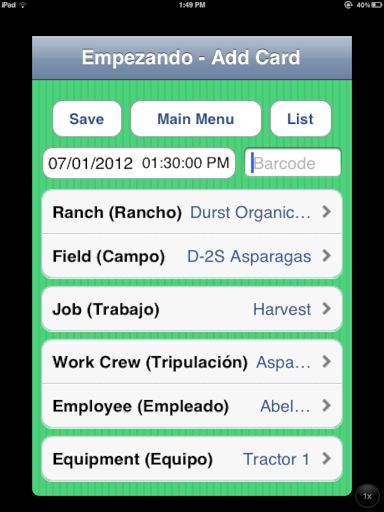 iPad 1:49 PM 40%
Empezando - Add Card
Save Main Menu List
07/01/2012 01:30:00 PM Barcode
Ranch (Rancho) Durst Organic…
Field (Campo) D-2S Asparagas
Job (Trabajo) Harvest
Work Crew (Tripulación) Aspa…
Employee (Empleado) Abel…
Equipment (Equipo) Tractor 1
1x